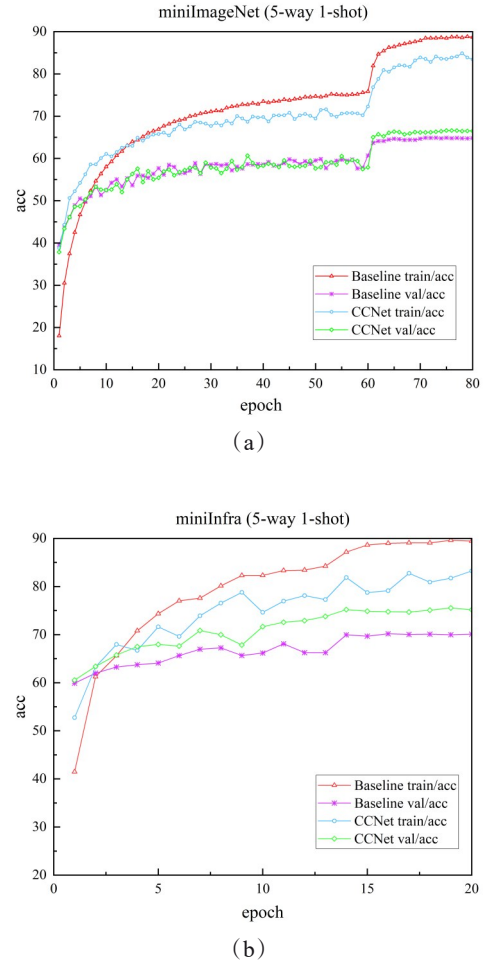 miniImageNet (5-way 1-shot)
90
80
70
60
50
40
30
20
10
acc
0 10 20 30 40 50 60 70 80
epoch
Baseline train/acc
Baseline val/acc
CCNet train/acc
CCNet val/acc
(a)
miniInfra (5-way 1-shot)
90
80
70
60
50
40
30
20
acc
0 5 10 15 20
epoch
Baseline train/acc
Baseline val/acc
CCNet train/acc
CCNet val/acc
(b)